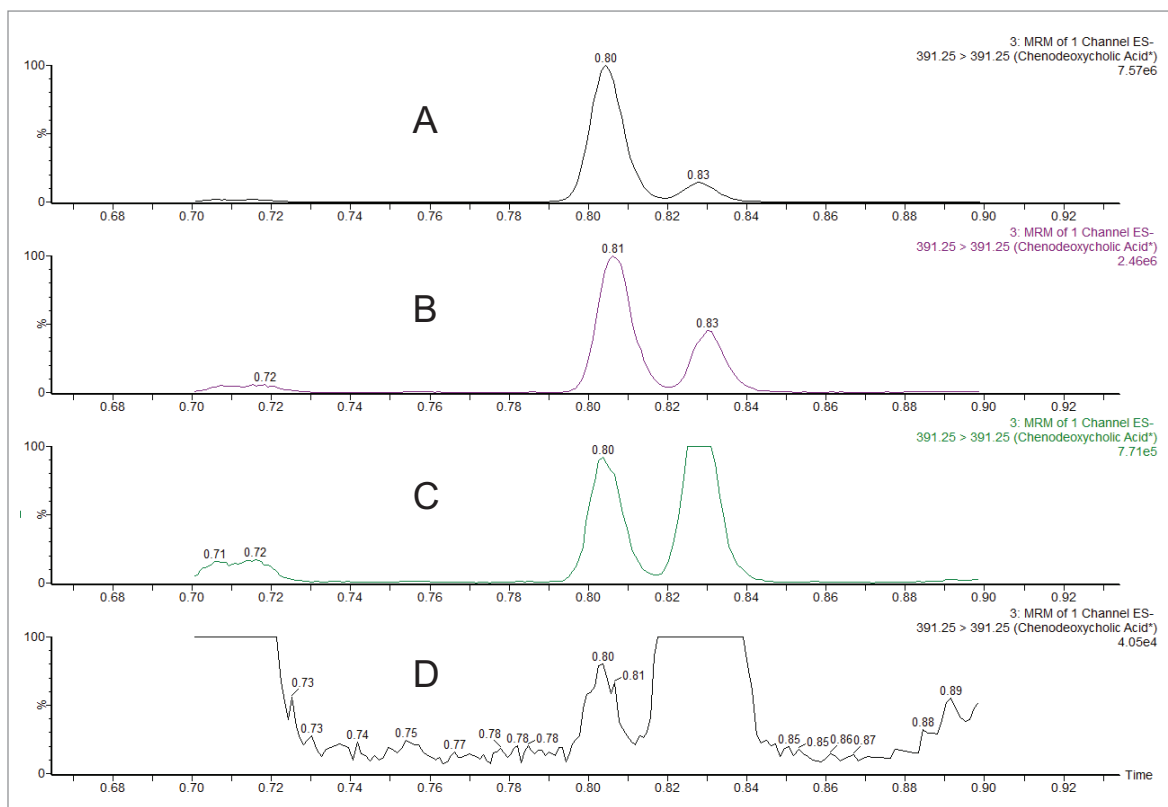 3: MRM of 1 Channel ES-
391.25 > 391.25 (Chenodeoxycholic Acid*)
7.57e6
100
%
0
A
0.80
0.83
0.68 0.70 0.72 0.74 0.76 0.78 0.80 0.82 0.84 0.86 0.88 0.90 0.92
3: MRM of 1 Channel ES-
391.25 > 391.25 (Chenodeoxycholic Acid*)
2.46e6
100
%
0
B
0.72
0.81
0.83
0.68 0.70 0.72 0.74 0.76 0.78 0.80 0.82 0.84 0.86 0.88 0.90 0.92
3: MRM of 1 Channel ES-
391.25 > 391.25 (Chenodeoxycholic Acid*)
7.71e5
100
%
0
C
0.71 0.72
0.80
0.68 0.70 0.72 0.74 0.76 0.78 0.80 0.82 0.84 0.86 0.88 0.90 0.92
3: MRM of 1 Channel ES-
391.25 > 391.25 (Chenodeoxycholic Acid*)
4.05e4
100
%
0
D
0.73
0.73
0.74
0.75
0.77
0.78
0.78 0.78
0.80
0.81
0.85
0.85
0.86
0.87
0.88
0.89
Time
0.68 0.70 0.72 0.74 0.76 0.78 0.80 0.82 0.84 0.86 0.88 0.90 0.92